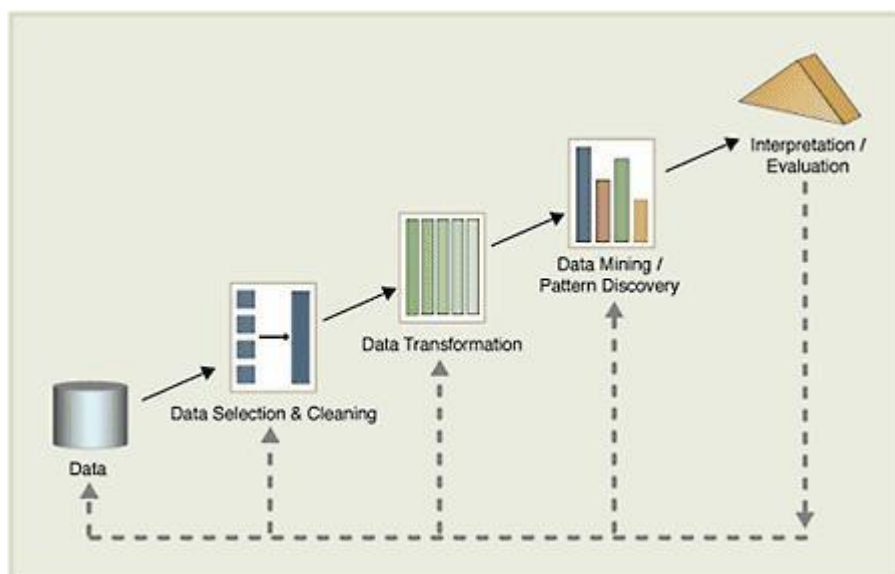 Data
Data Selection & Cleaning
Data Transformation
Data Mining /
Pattern Discovery
Interpretation /
Evaluation